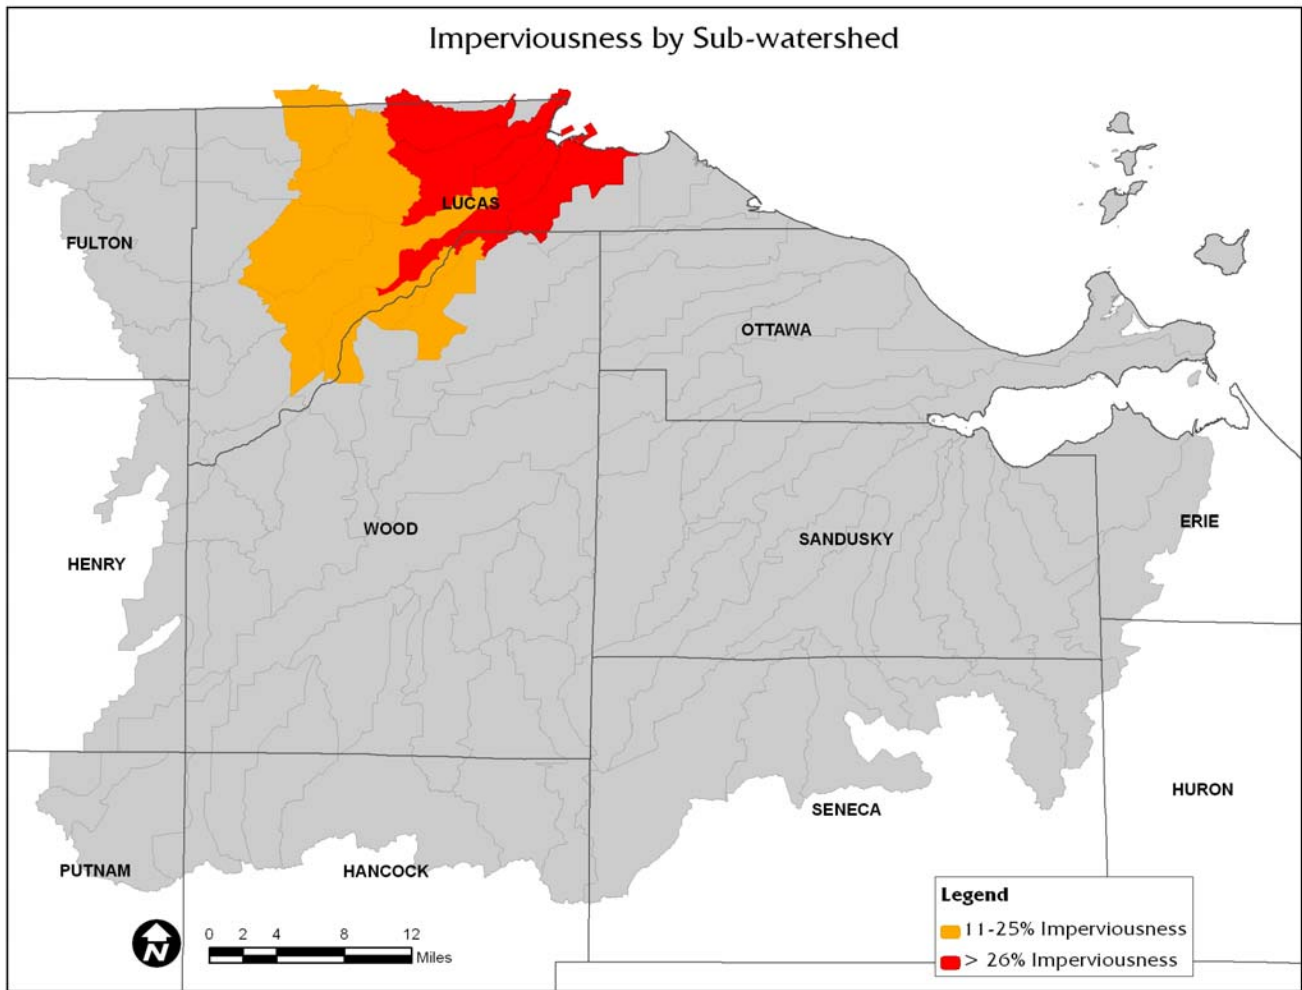 Imperviousness by Sub-watershed
LUCAS
FULTON
OTTAWA
WOOD
SANDUSKY
ERIE
HENRY
HURON
SENECA
PUTNAM
HANCOCK
Legend
11-25% Imperviousness
> 26% Imperviousness
N
0 2 4 8 12
Miles